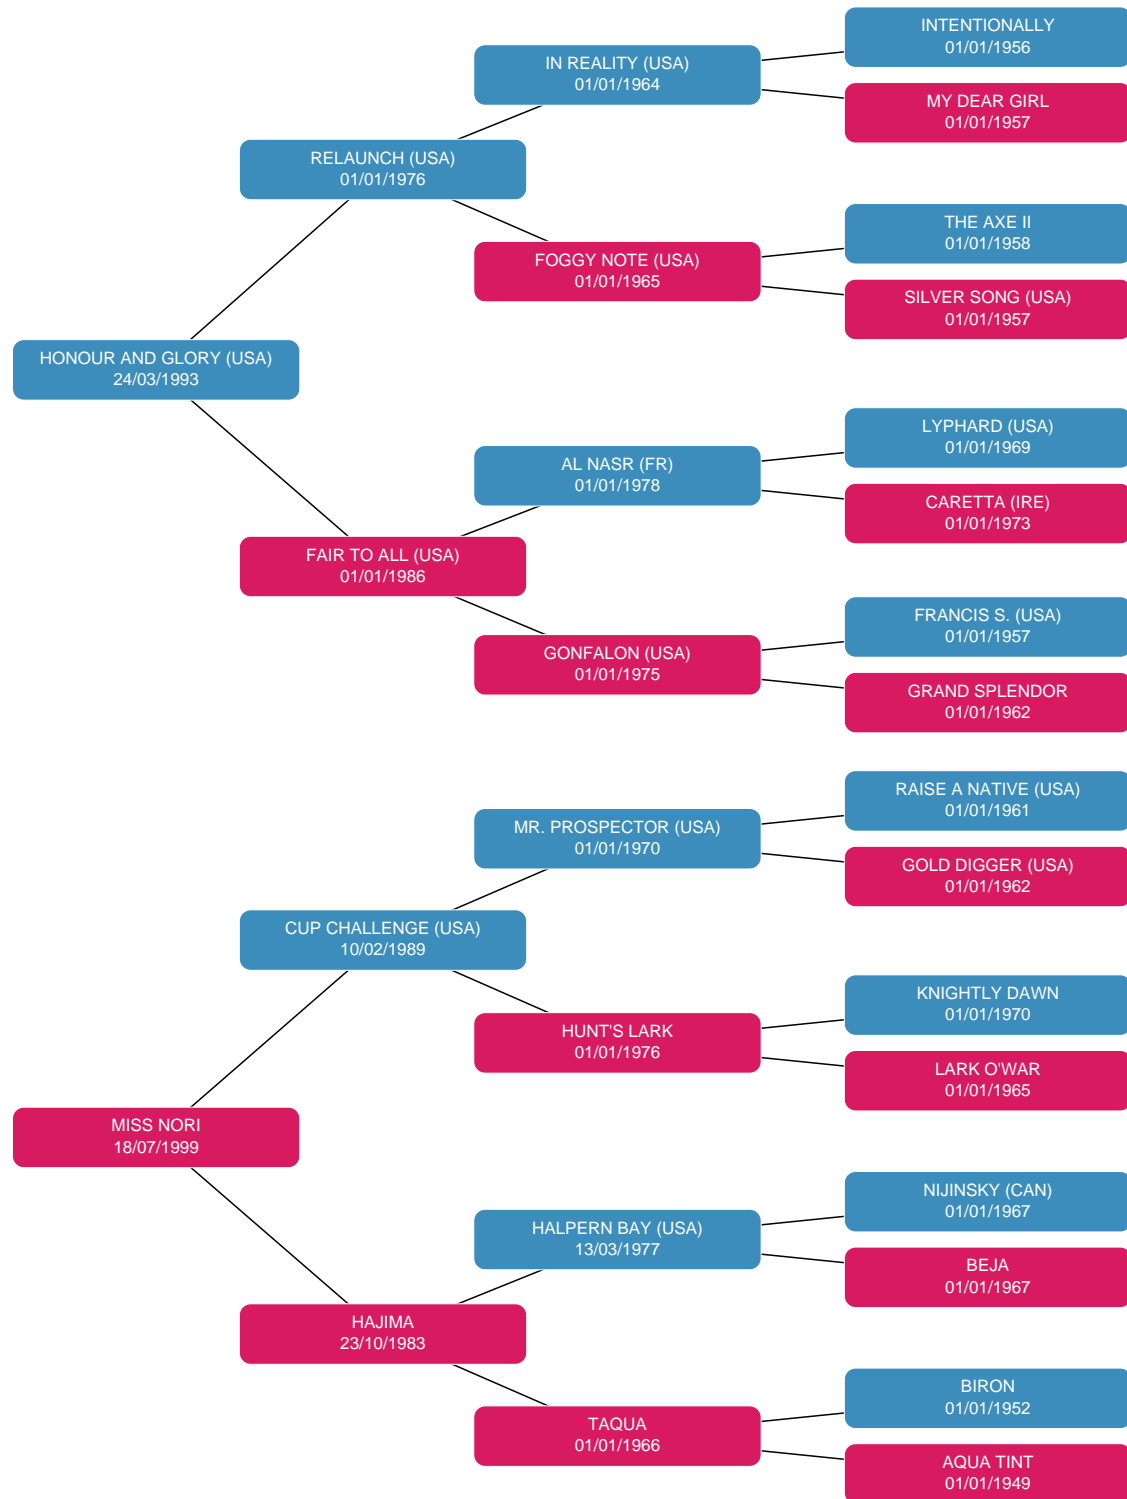 INTENTIONALLY
01/01/1956
IN REALITY (USA)
01/01/1964
MY DEAR GIRL
01/01/1957
RELAUNCH (USA)
01/01/1976
THE AXE II
01/01/1958
FOGGY NOTE (USA)
01/01/1965
SILVER SONG (USA)
01/01/1957
HONOUR AND GLORY (USA)
24/03/1993
LYPHARD (USA)
01/01/1969
AL NASR (FR)
01/01/1978
CARETTA (IRE)
01/01/1973
FAIR TO ALL (USA)
01/01/1986
FRANCIS S. (USA)
01/01/1957
GONFALON (USA)
01/01/1975
GRAND SPLENDOR
01/01/1962
RAISE A NATIVE (USA)
01/01/1961
MR. PROSPECTOR (USA)
01/01/1970
GOLD DIGGER (USA)
01/01/1962
CUP CHALLENGE (USA)
10/02/1989
KNIGHTLY DAWN
01/01/1970
HUNT'S LARK
01/01/1976
LARK O'WAR
01/01/1965
MISS NORI
18/07/1999
NIJINSKY (CAN)
01/01/1967
HALPERN BAY (USA)
13/03/1977
BEJA
01/01/1967
HAJIMA
23/10/1983
BIRON
01/01/1952
TAQUA
01/01/1966
AQUA TINT
01/01/1949